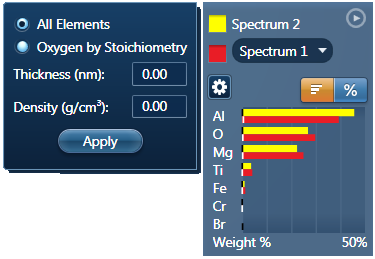 All Elements
Oxygen by Stoichiometry
Thickness (nm): 0.00
Density (g/cm³): 0.00
Apply
Spectrum 2
Spectrum 1
%
Al
O
Mg
Ti
Fe
Cr
Br
Weight % 50%